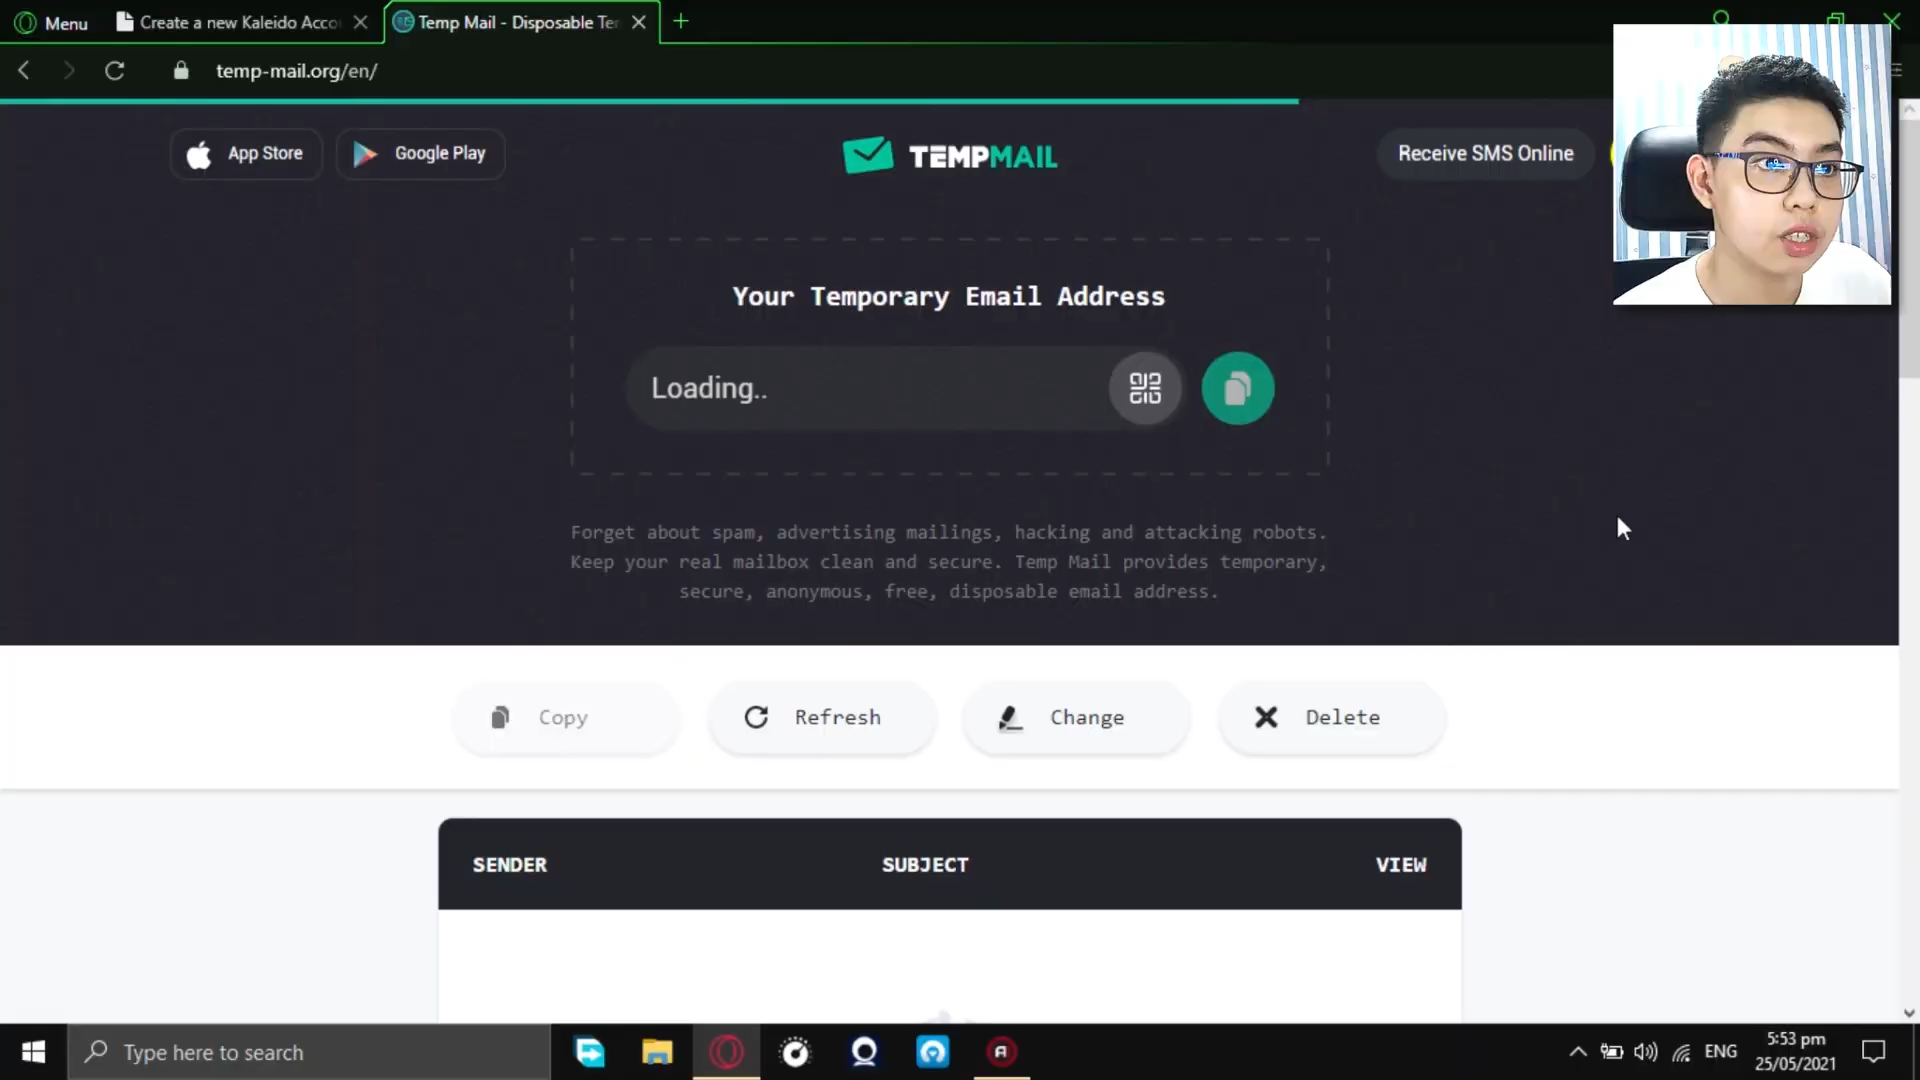 Menu
Create a new Kaleido Acco
Temp Mail - Disposable Te
temp-mail.org/en/
App Store
Google Play
TEMPMAIL
Receive SMS Online
Your Temporary Email Address
Loading..
Forget about spam, advertising mailings, hacking and attacking robots.
Keep your real mailbox clean and secure. Temp Mail provides temporary,
secure, anonymous, free, disposable email address.
Copy
Refresh
Change
Delete
SENDER
SUBJECT
VIEW
Type here to search
ENG
5:53 pm
25/05/2021